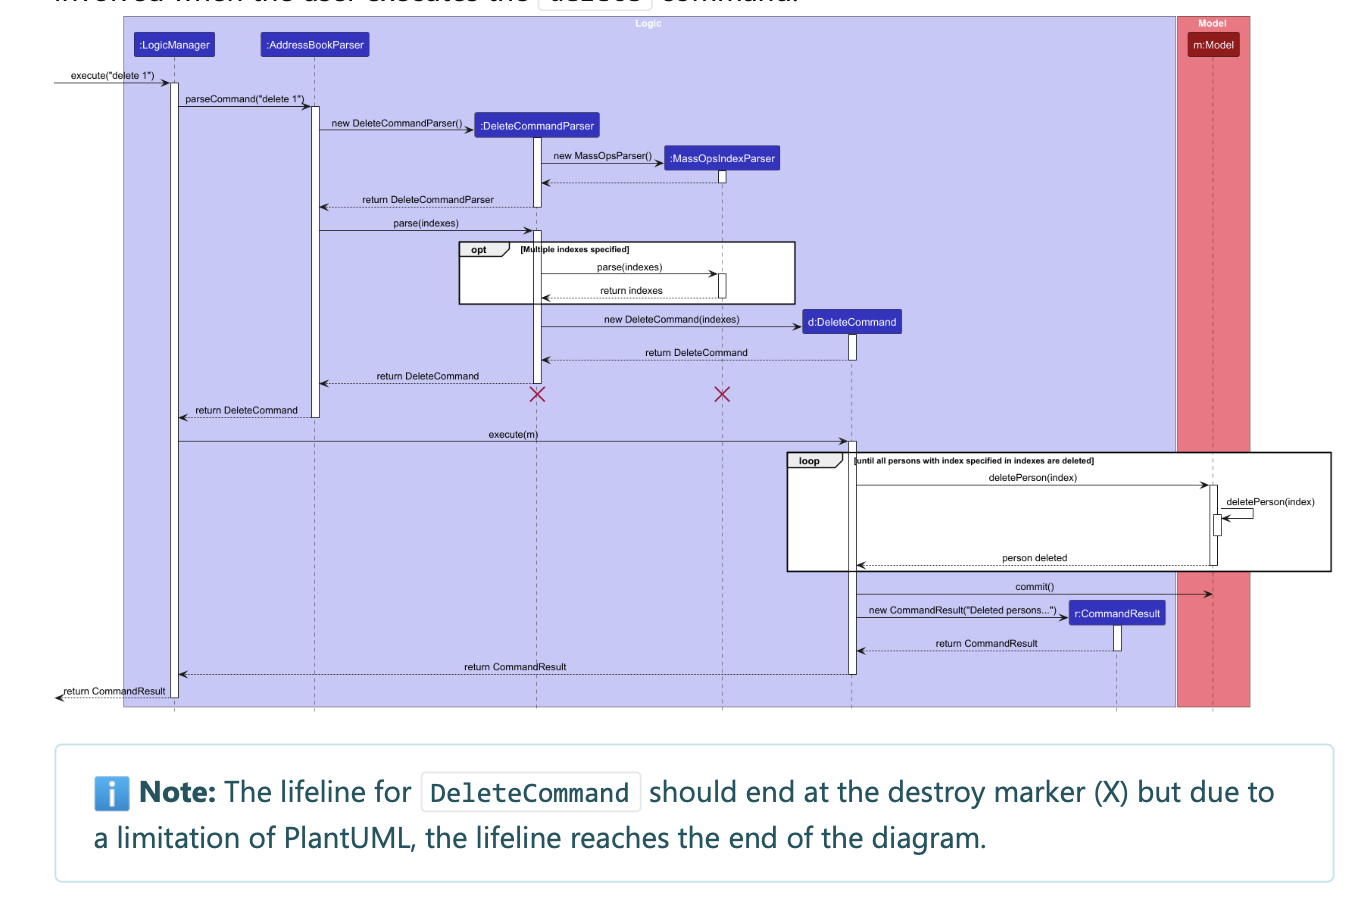 involved when the user executes the delete command.
Logic
Model
:LogicManager
:AddressBookParser
m:Model
execute("delete 1")
parseCommand("delete 1")
new DeleteCommandParser()
:DeleteCommandParser
new MassOpsParser()
:MassOpsIndexParser
return DeleteCommandParser
parse(indexes)
opt
[Multiple indexes specified]
parse(indexes)
return indexes
new DeleteCommand(indexes)
d:DeleteCommand
return DeleteCommand
return DeleteCommand
return DeleteCommand
execute(m)
loop
[until all persons with index specified in indexes are deleted]
deletePerson(index)
deletePerson(index)
person deleted
commit()
new CommandResult("Deleted persons...")
r:CommandResult
return CommandResult
return CommandResult
return CommandResult
Note: The lifeline for DeleteCommand should end at the destroy marker (X) but due to
a limitation of PlantUML, the lifeline reaches the end of the diagram.